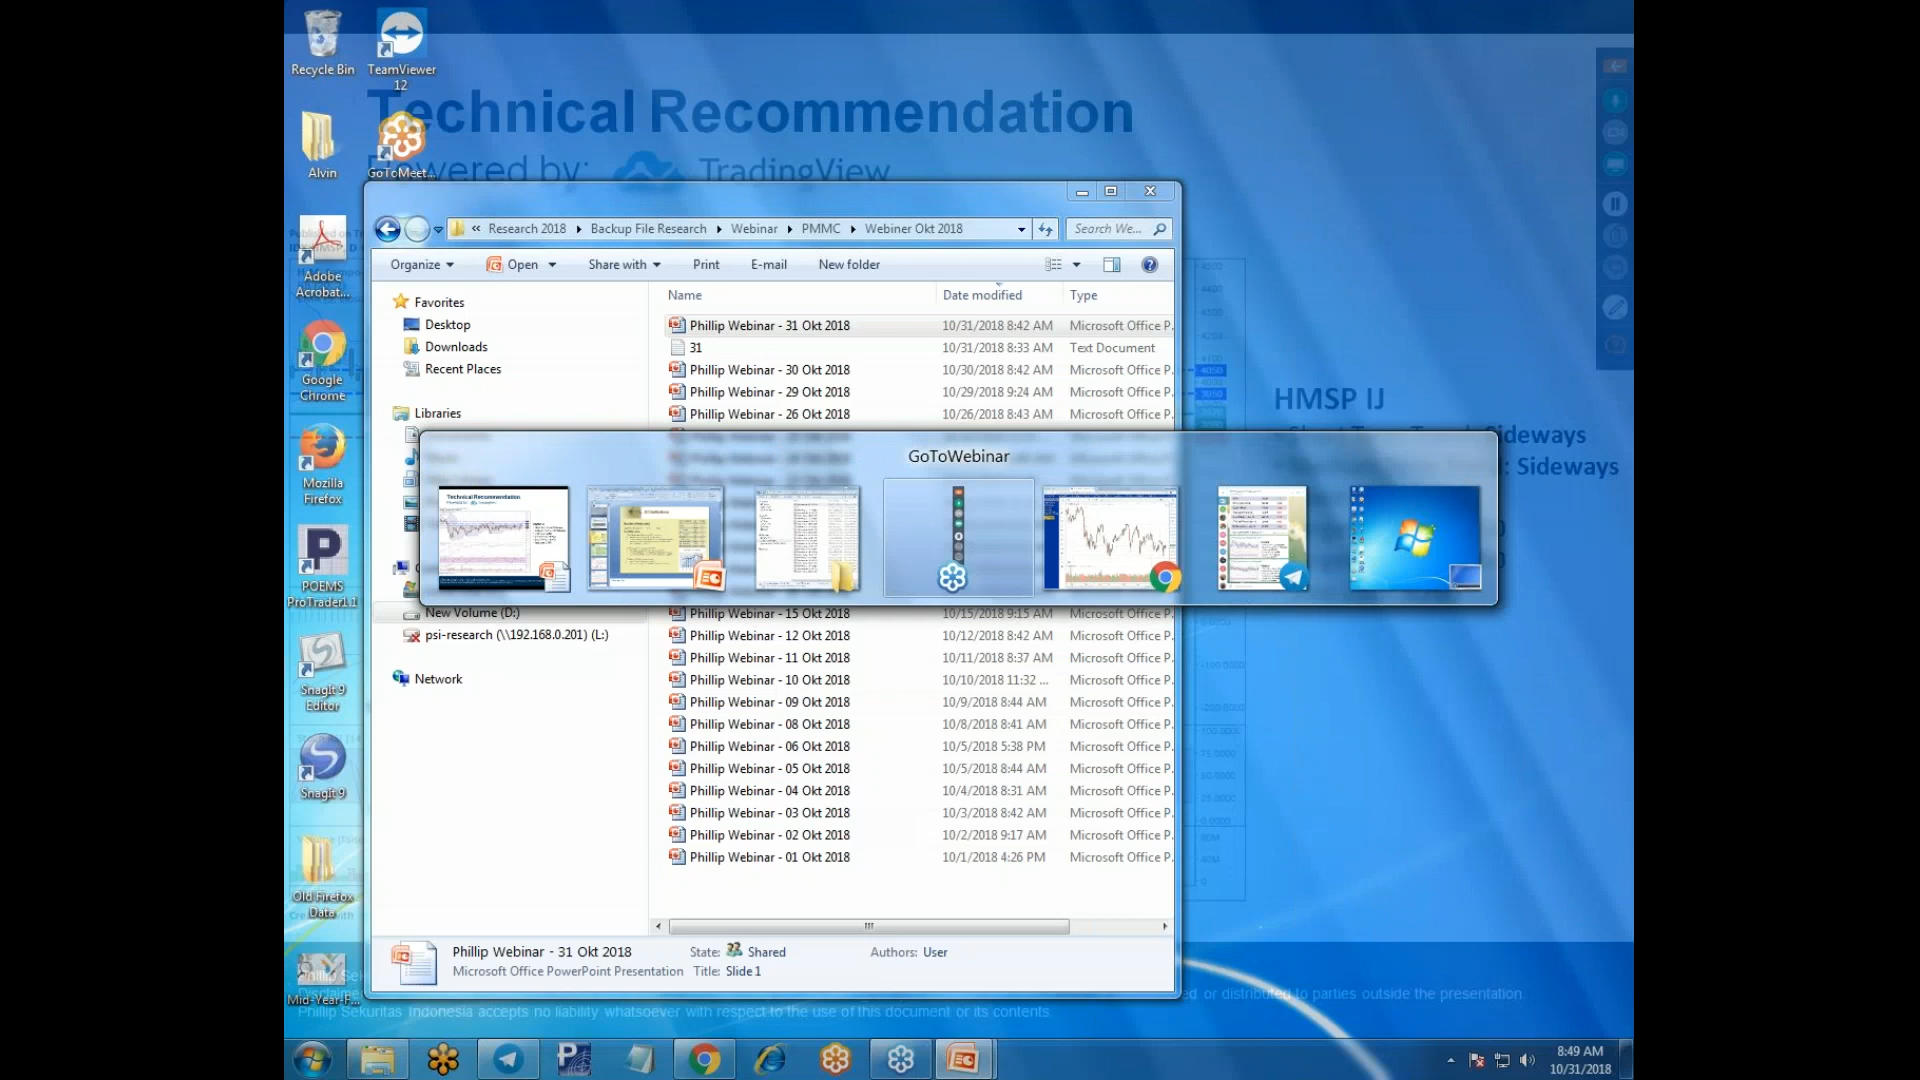 Recycle Bin
TeamViewer 12
Technical Recommendation
Powered by: TradingView
Alvin
GoToMeet...
Research 2018 Backup File Research Webinar PMMC Webiner Okt 2018
Search We...
Organize Open Share with Print E-mail New folder
Name Date modified Type
Adobe Acrobat...
Favorites
Desktop
Downloads
Recent Places
Libraries
Phillip Webinar - 31 Okt 2018 10/31/2018 8:42 AM Microsoft Office P.
31 10/31/2018 8:33 AM Text Document
Phillip Webinar - 30 Okt 2018 10/30/2018 8:42 AM Microsoft Office P.
Phillip Webinar - 29 Okt 2018 10/29/2018 9:24 AM Microsoft Office P.
Phillip Webinar - 26 Okt 2018 10/26/2018 8:43 AM Microsoft Office P.
Google Chrome
HMSP IJ
Sideways
: Sideways
GoToWebinar
Technical Recommendation
Mozilla Firefox
POEMS ProTrader1.1
New Volume (D:)
psi-research (\\192.168.0.201) (L:)
Network
Phillip Webinar - 15 Okt 2018 10/15/2018 9:15 AM Microsoft Office P.
Phillip Webinar - 12 Okt 2018 10/12/2018 8:42 AM Microsoft Office P.
Phillip Webinar - 11 Okt 2018 10/11/2018 8:37 AM Microsoft Office P.
Phillip Webinar - 10 Okt 2018 10/10/2018 11:32 ... Microsoft Office P.
Phillip Webinar - 09 Okt 2018 10/9/2018 8:44 AM Microsoft Office P.
Phillip Webinar - 08 Okt 2018 10/8/2018 8:41 AM Microsoft Office P.
Phillip Webinar - 06 Okt 2018 10/5/2018 5:38 PM Microsoft Office P.
Phillip Webinar - 05 Okt 2018 10/5/2018 8:44 AM Microsoft Office P.
Phillip Webinar - 04 Okt 2018 10/4/2018 8:31 AM Microsoft Office P.
Phillip Webinar - 03 Okt 2018 10/3/2018 8:42 AM Microsoft Office P.
Phillip Webinar - 02 Okt 2018 10/2/2018 9:17 AM Microsoft Office P.
Phillip Webinar - 01 Okt 2018 10/1/2018 4:26 PM Microsoft Office P.
SnagIt 9 Editor
SnagIt 9
Old Firefox Data
Mid-Year-F...
Phillip Webinar - 31 Okt 2018 State: Shared Authors: User
Microsoft Office PowerPoint Presentation Title: Slide 1
or distributed to parties outside the presentation
Phillip Sekuritas Indonesia accepts no liability whatsoever with respect to the use of this document or its contents.
8:49 AM
10/31/2018